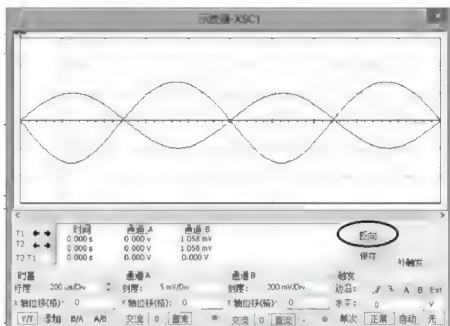 示波器-XSC1
时间 通道_A 通道_B
T1 0.000 s 0.000 V 1.058 mV
T2 0.000 s 0.000 V 1.058 mV
T2-T1 0.000 s 0.000 V 0.000 V
反向
保存
外触发
时基 通道A 通道B 触发
200 us/Div 刻度: 5 mV/Div 刻度: 200 mV/Div 边沿: A B Ext
X 轴位移(格): 0 Y 轴位移(格): 0 Y 轴位移(格): 0 水平: 0 V
Y/T 添加 B/A A/B 交流 0 直流 交流 0 直流 - 单次 正常 自动 无